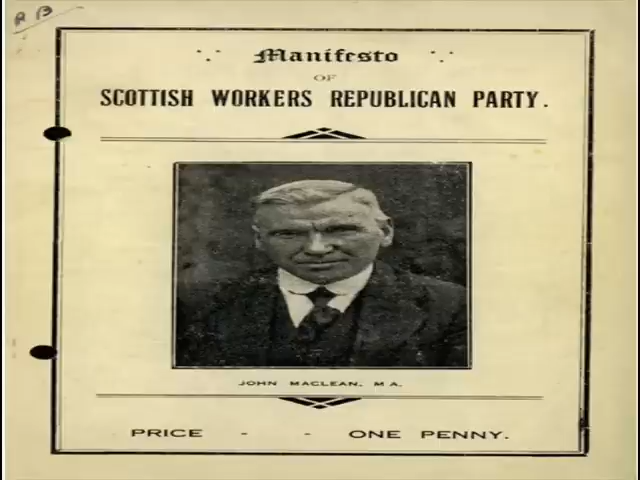 R B
Manifesto
OF
SCOTTISH WORKERS REPUBLICAN PARTY.
JOHN MACLEAN, M A.
PRICE - - ONE PENNY.